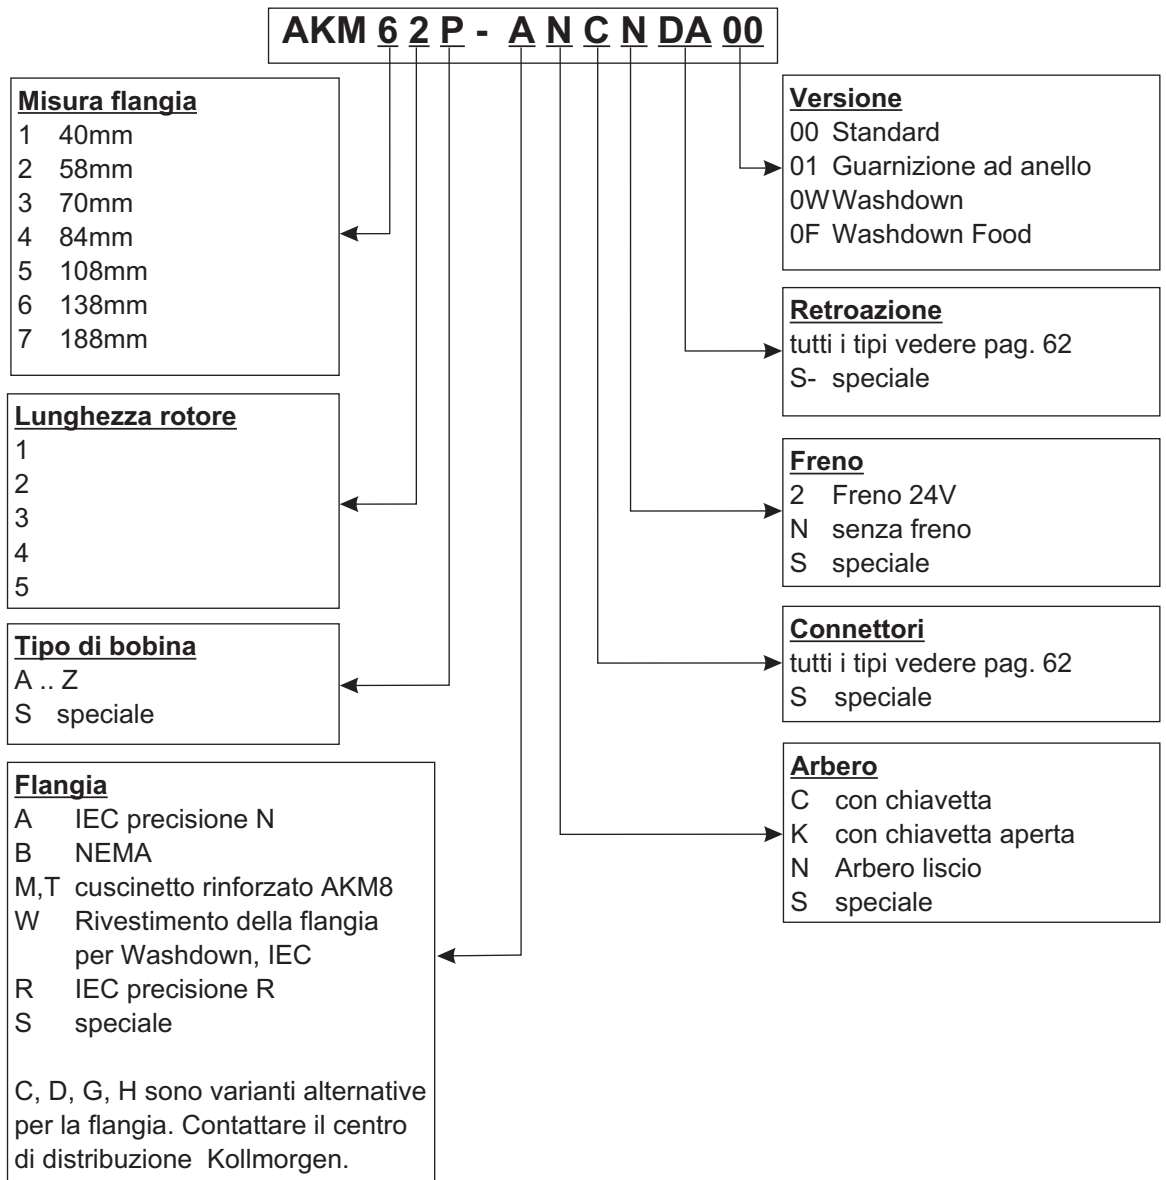 AKM 6 2 P - A N C N DA 00
Misura flangia
1 40mm
2 58mm
3 70mm
4 84mm
5 108mm
6 138mm
7 188mm
Lunghezza rotore
1
2
3
4
5
Tipo di bobina
A .. Z
S speciale
Flangia
A IEC precisione N
B NEMA
M,T cuscinetto rinforzato AKM8
W Rivestimento della flangia
per Washdown, IEC
R IEC precisione R
S speciale
C, D, G, H sono varianti alternative
per la flangia. Contattare il centro
di distribuzione Kollmorgen.
Versione
00 Standard
01 Guarnizione ad anello
0W Washdown
0F Washdown Food
Retroazione
tutti i tipi vedere pag. 62
S- speciale
Freno
2 Freno 24V
N senza freno
S speciale
Connettori
tutti i tipi vedere pag. 62
S speciale
Arbero
C con chiavetta
K con chiavetta aperta
N Arbero liscio
S speciale